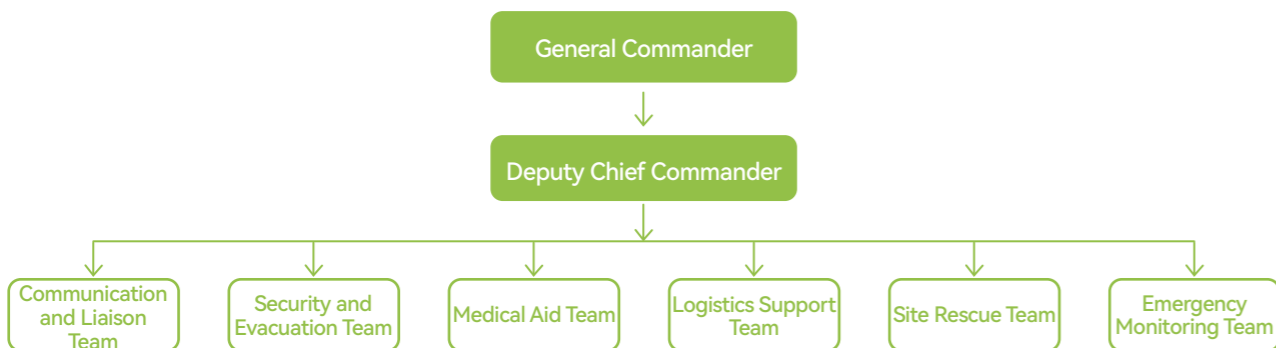 General Commander
Deputy Chief Commander
Communication
and Liaison
Team
Security and
Evacuation Team
Medical Aid Team
Logistics Support
Team
Site Rescue Team
Emergency
Monitoring Team